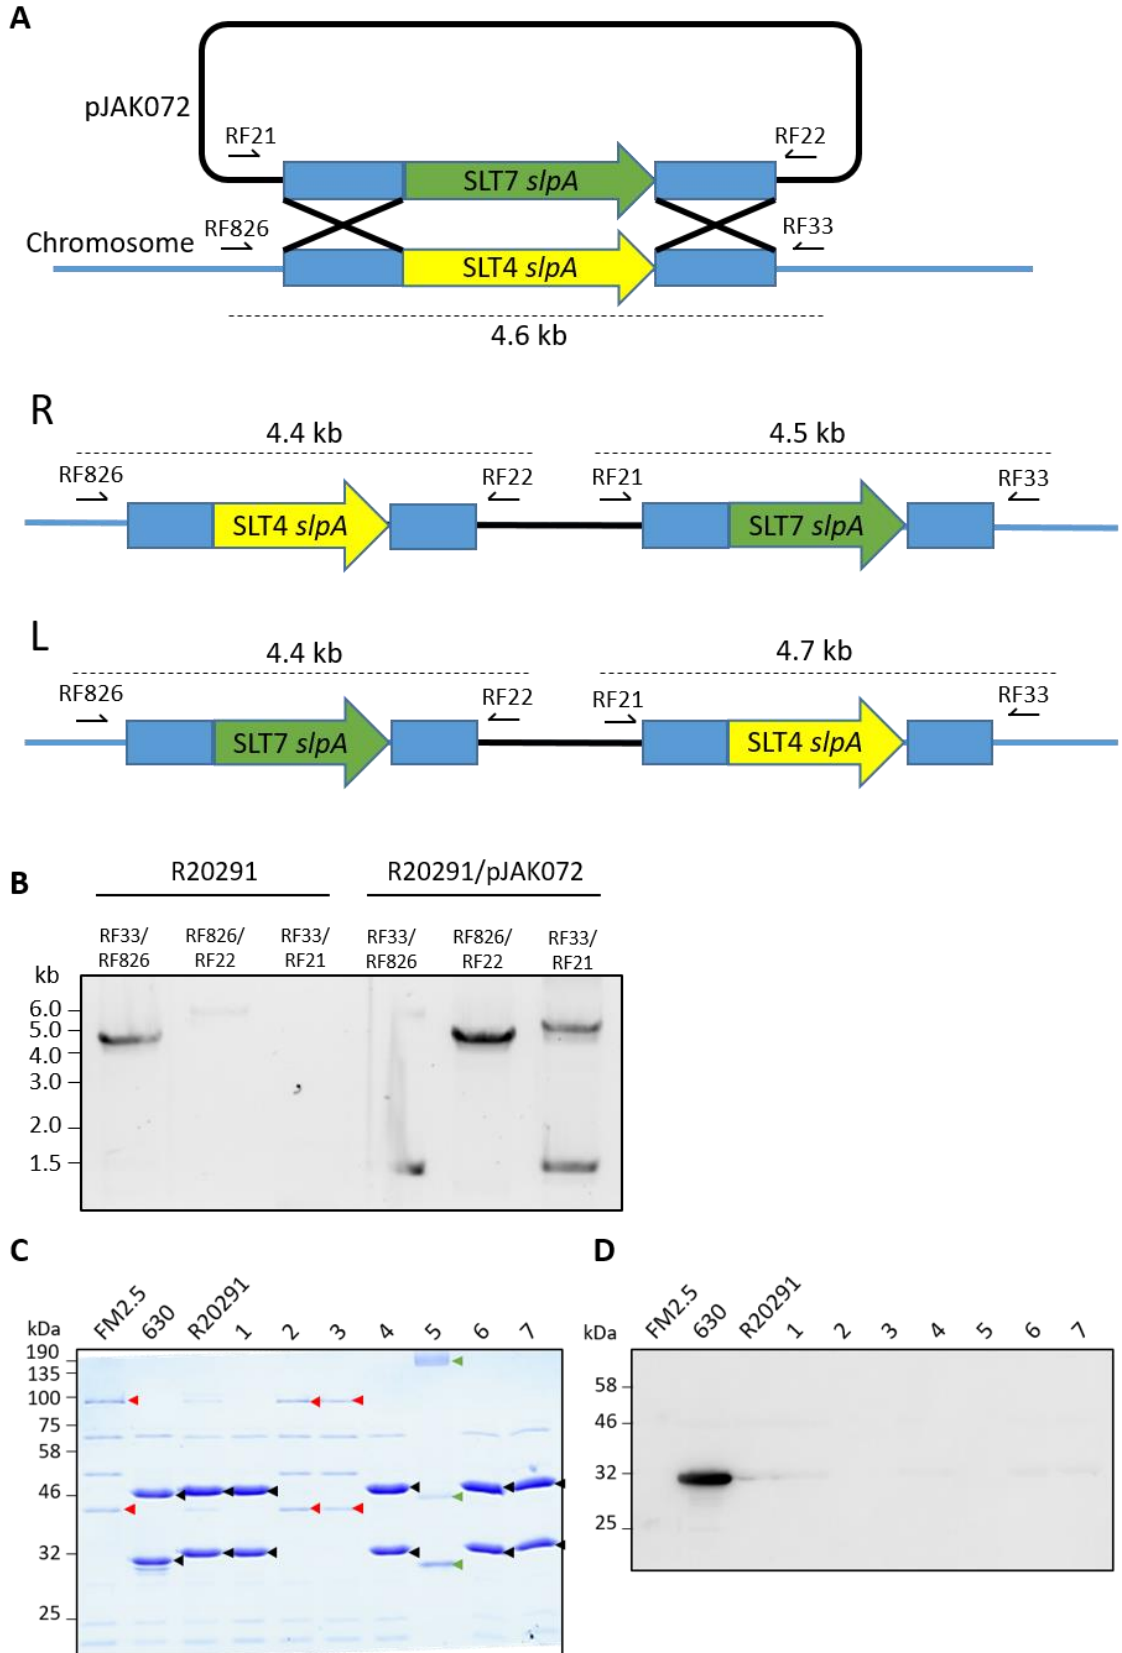 A
pJAK072
RF21
RF22
SLT7 slpA
RF826
RF33
Chromosome
SLT4 slpA
4.6 kb
R
4.4 kb
4.5 kb
RF826
RF22
RF21
RF33
SLT4 slpA
SLT7 slpA
L
4.4 kb
4.7 kb
RF826
RF22
RF21
RF33
SLT7 slpA
SLT4 slpA
B
R20291
R20291/pJAK072
RF33/ RF826/ RF33/ RF33/ RF826/ RF33/
RF826 RF22 RF21 RF826 RF22 RF21
kb
6.0
5.0
4.0
3.0
2.0
1.5
C
FM2.5 630 R20291 1 2 3 4 5 6 7
kDa
190
135
100
75
58
46
32
25
D
FM2.5 630 R20291 1 2 3 4 5 6 7
kDa
58
46
32
25